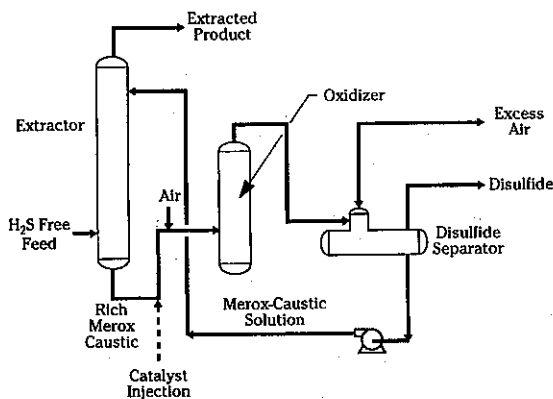 Extracted
Product
Oxidizer
Extractor
Excess
Air
Air
Disulfide
H₂S Free
Feed
Disulfide
Separator
Rich
Merox
Caustic
Merox-Caustic
Solution
Catalyst
Injection